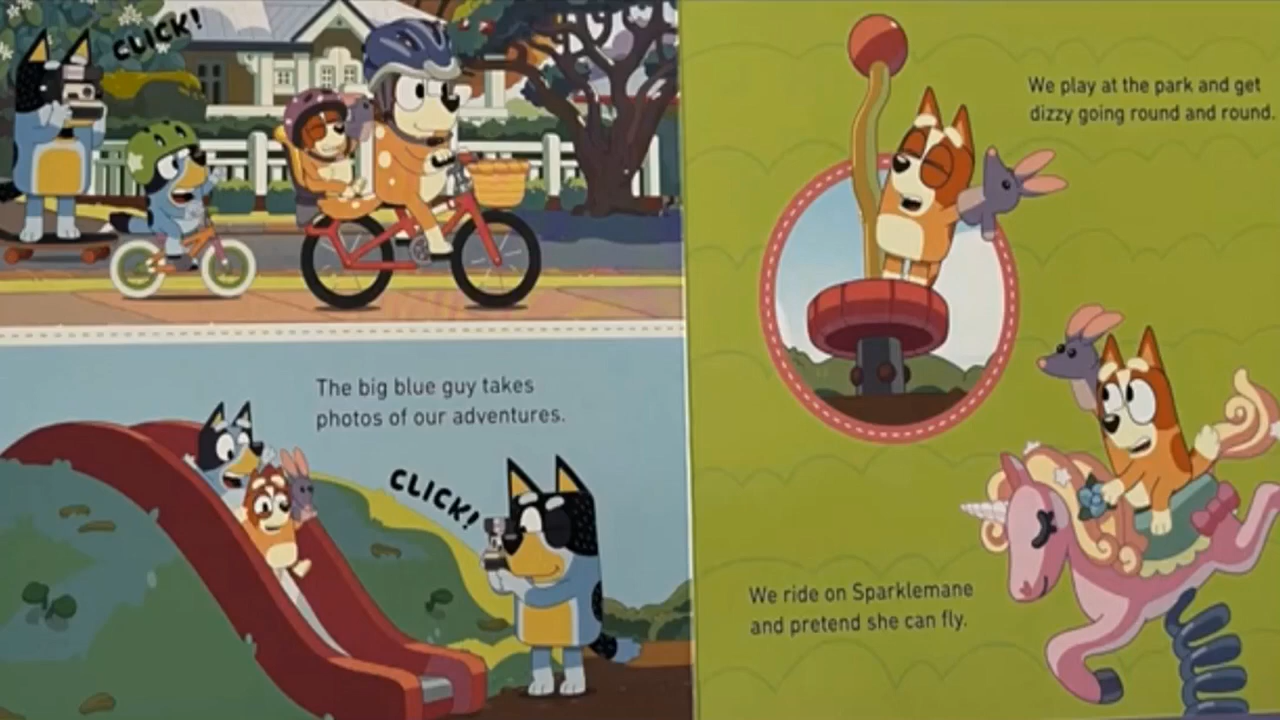 CLICK!
The big blue guy takes
photos of our adventures.
CLICK!
We play at the park and get
dizzy going round and round.
We ride on Sparklemane
and pretend she can fly.